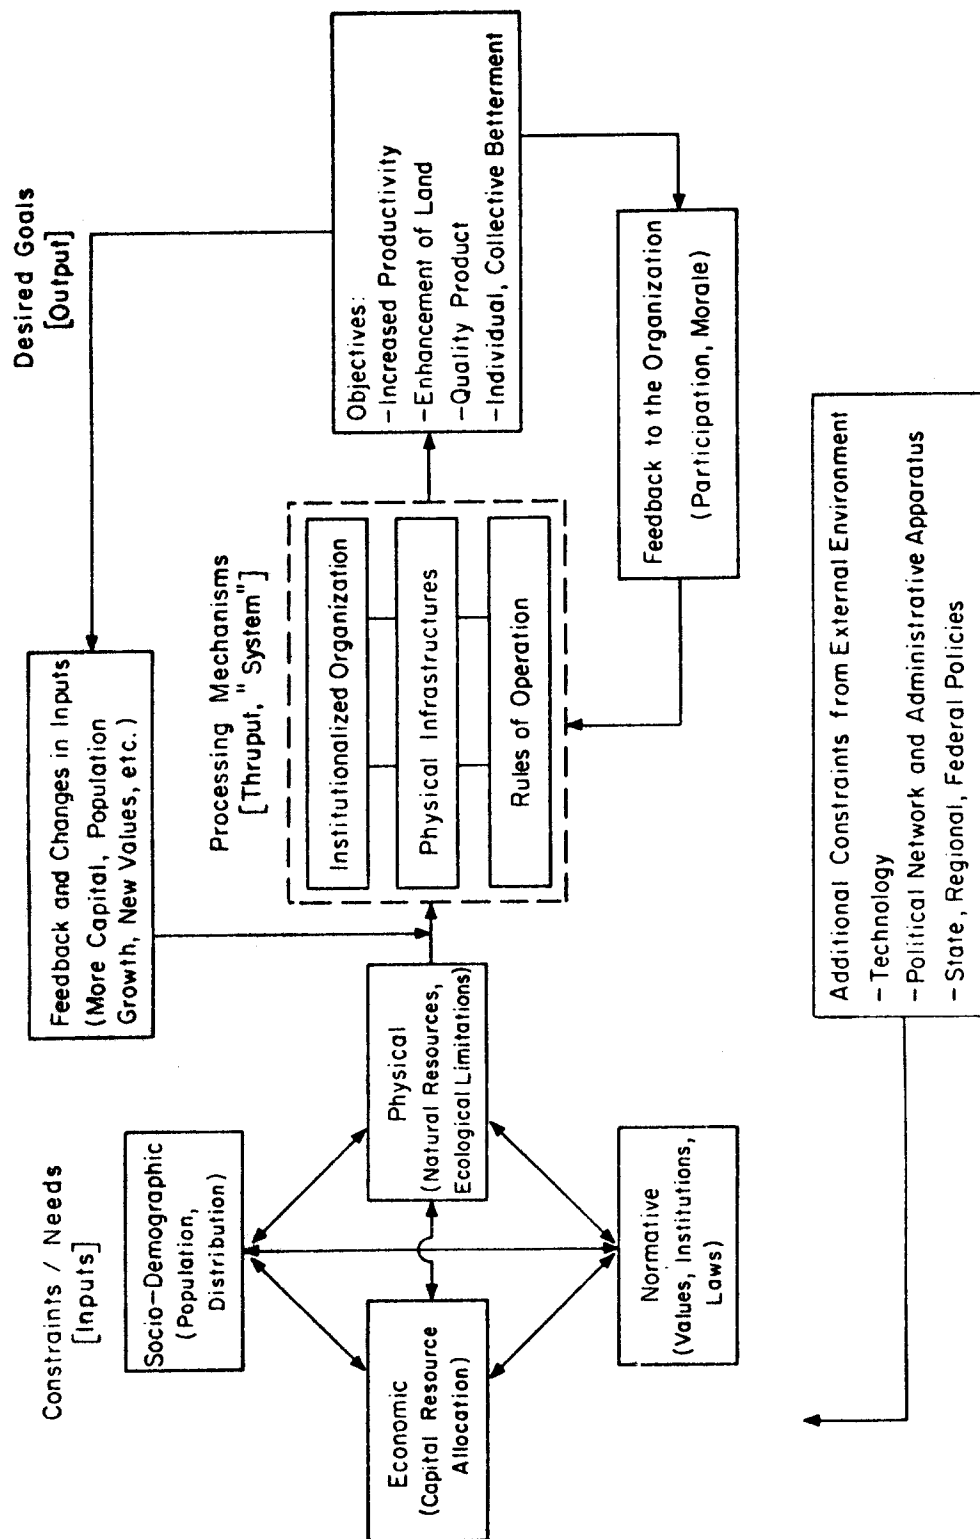 Constraints / Needs
[Inputs]
Socio-Demographic
(Population,
Distribution)
Economic
(Capital Resource
Allocation)
Physical
(Natural Resources,
Ecological Limitations)
Normative
(Values, Institutions,
Laws)
Feedback and Changes in Inputs
(More Capital, Population
Growth, New Values, etc.)
Processing Mechanisms
[Thruput, "System"]
Institutionalized Organization
Physical Infrastructures
Rules of Operation
Desired Goals
[Output]
Objectives:
-Increased Productivity
-Enhancement of Land
-Quality Product
-Individual, Collective Betterment
Feedback to the Organization
(Participation, Morale)
Additional Constraints from External Environment
-Technology
-Political Network and Administrative Apparatus
-State, Regional, Federal Policies